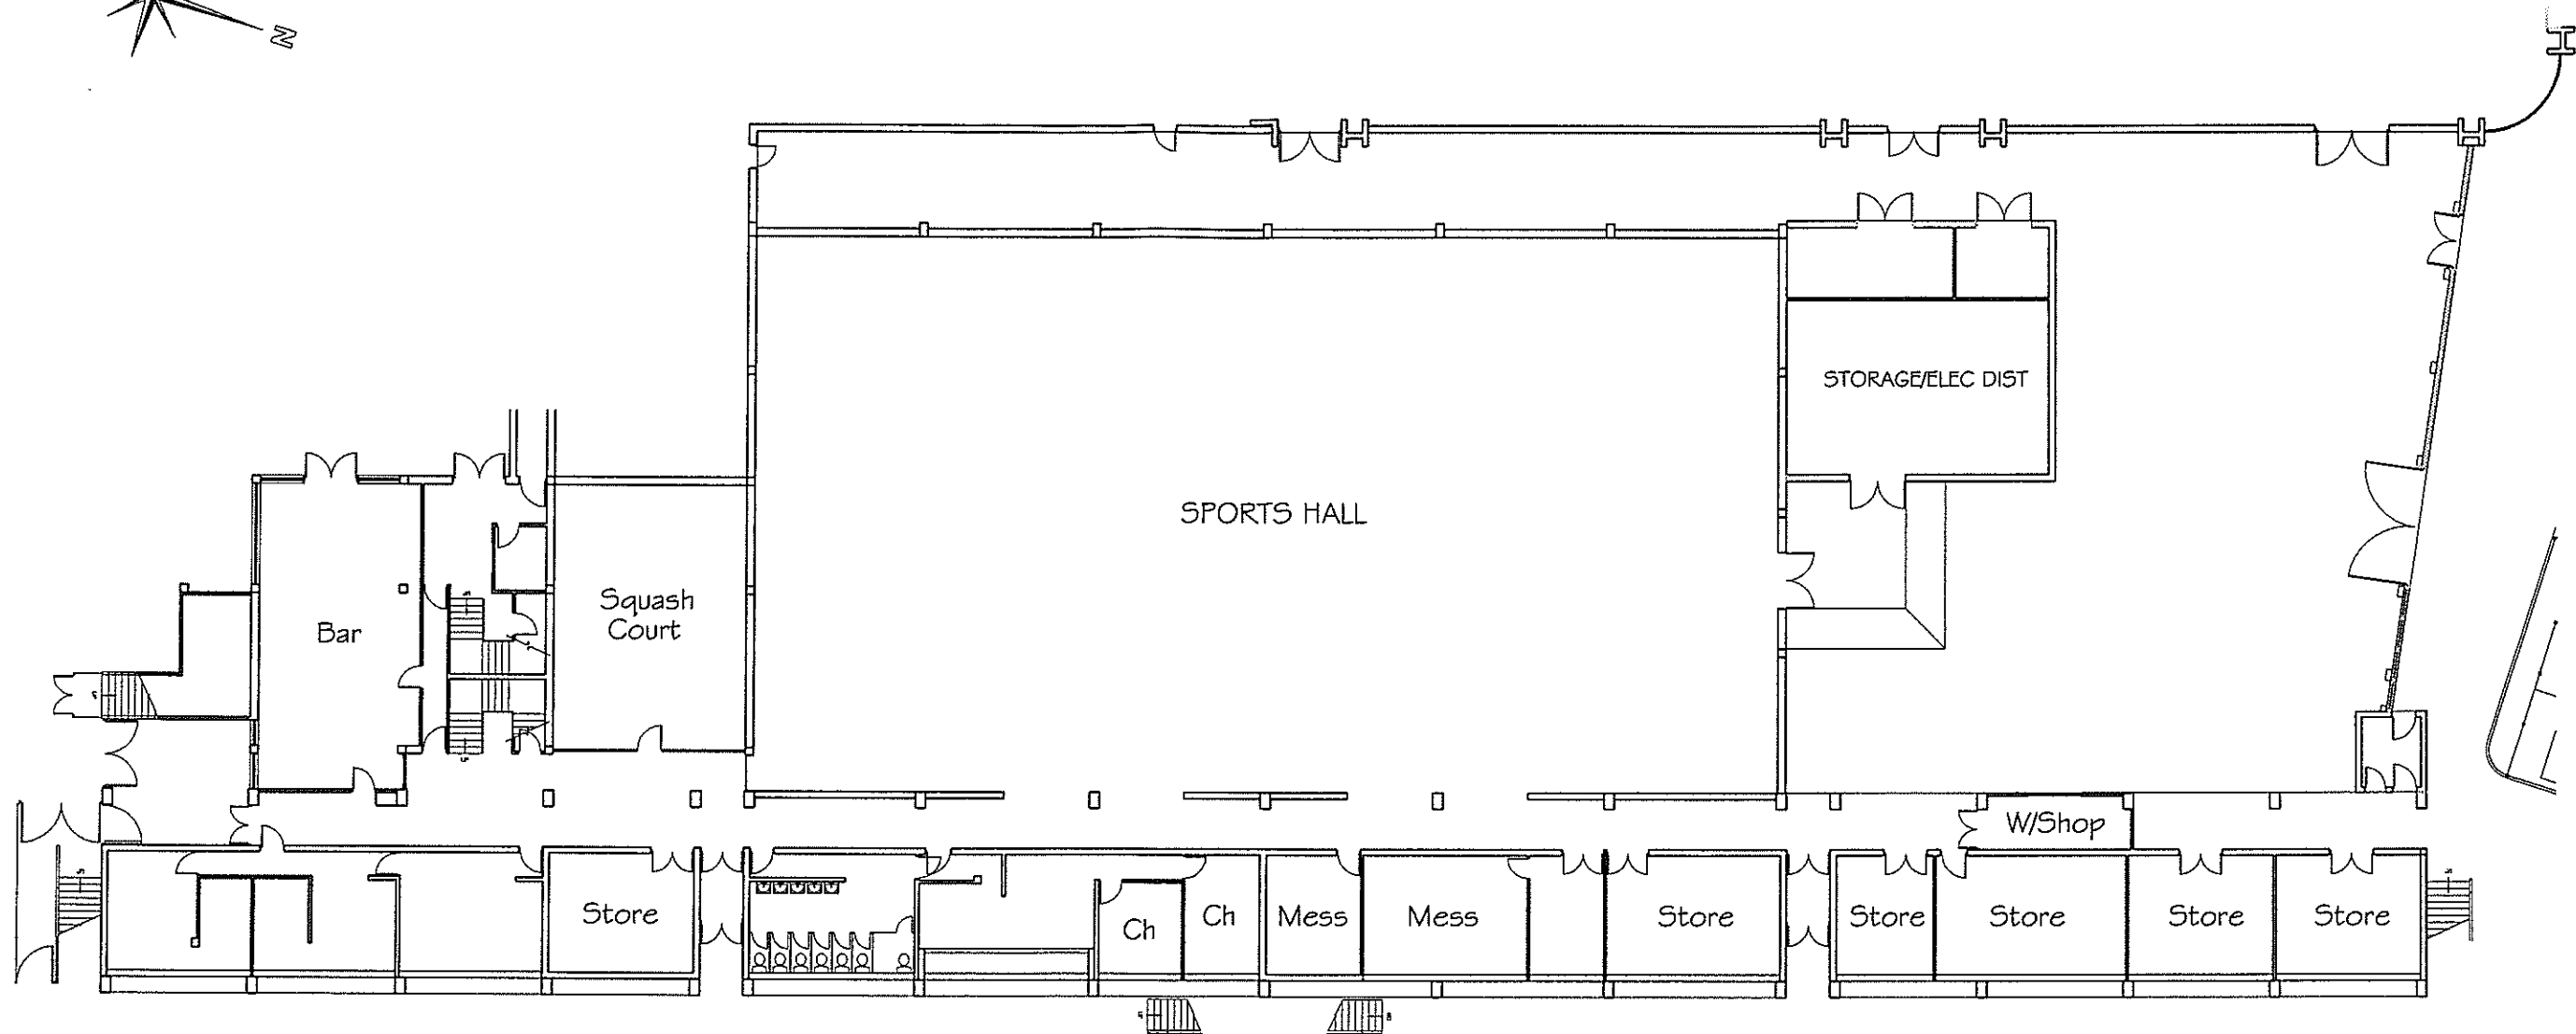 N
STORAGE/ELEC DIST
SPORTS HALL
Squash
Court
Bar
W/Shop
Store
Ch
Ch
Mess
Mess
Store
Store
Store
Store
Store